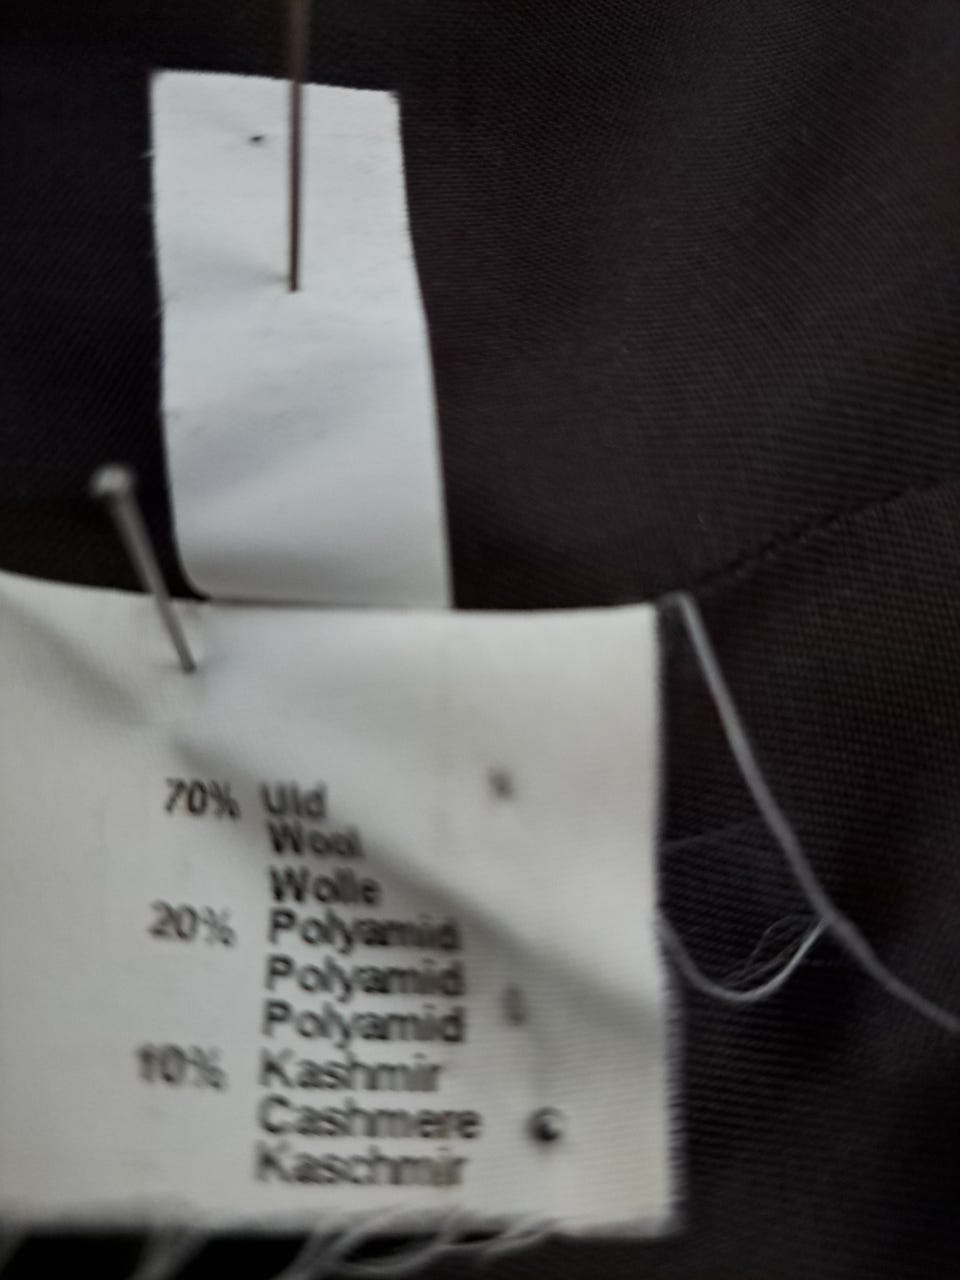 70% Uld
Wool
Wolle
20% Polyamid
Polyamid
Polyamid
10% Kashmir
Cashmere
Kaschmir